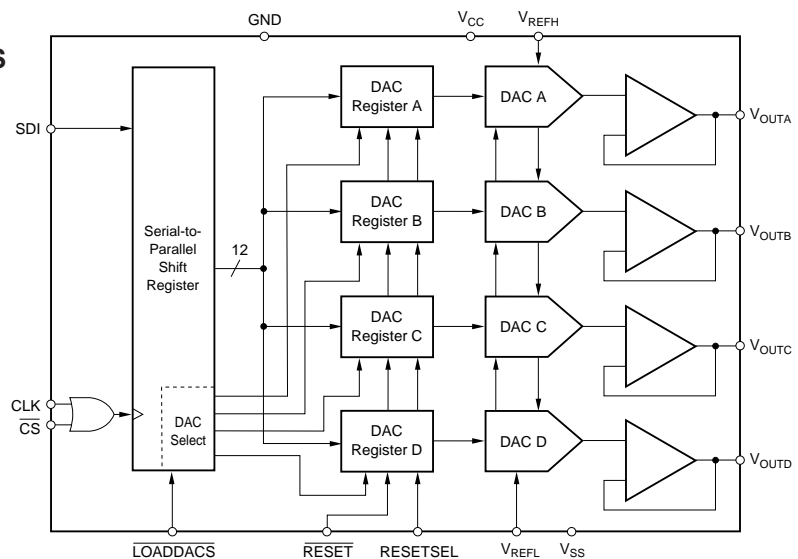 GND
VCC
VREFH
S
SDI
Serial-to-
Parallel
Shift
Register
12
DAC
Register A
DAC A
VOUTA
DAC
Register B
DAC B
VOUTB
DAC
Register C
DAC C
VOUTC
CLK
CS
DAC
Select
DAC
Register D
DAC D
VOUTD
LOADDACS
RESET
RESETSEL
VREFL
VSS